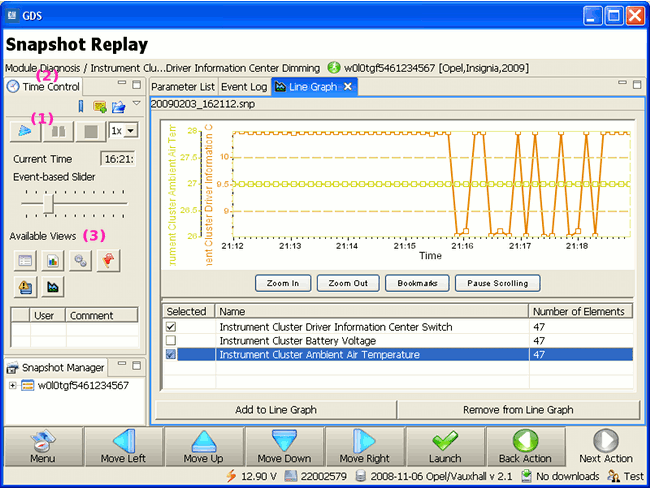 GDS
Snapshot Replay
Module Diagnosis / Instrument Clu...Driver Information Center Dimming w0l0tgf5461234567 [Opel,Insignia,2009]
(2)
Time Control
Parameter List Event Log Line Graph
20090203_162112.snp
(1)
1x
Current Time 16:21:
Event-based Slider
Available Views (3)
User Comment
Snapshot Manager
w0l0tgf5461234567
rument Cluster Ambient Air Tem
rument Cluster Driver Information C
28
27.5
27
26.5
26
10
9.5
9
21:12 21:13 21:14 21:15 21:16 21:17 21:18
Time
Zoom In Zoom Out Bookmarks Pause Scrolling
Selected Name Number of Elements
Instrument Cluster Driver Information Center Switch 47
Instrument Cluster Battery Voltage 47
Instrument Cluster Ambient Air Temperature 47
Add to Line Graph Remove from Line Graph
Menu Move Left Move Up Move Down Move Right Launch Back Action Next Action
12.90 V 22002579 2008-11-06 Opel/Vauxhall v 2.1 No downloads Test